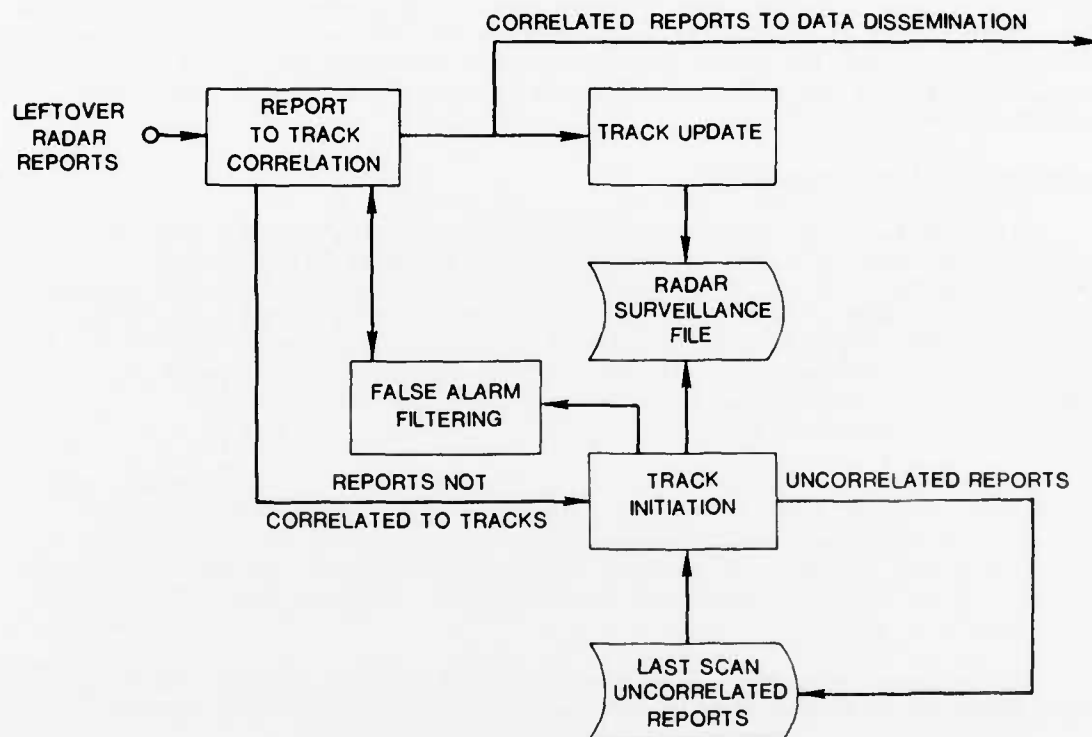 CORRELATED REPORTS TO DATA DISSEMINATION
LEFTOVER
RADAR
REPORTS
REPORT
TO TRACK
CORRELATION
TRACK UPDATE
RADAR
SURVEILLANCE
FILE
FALSE ALARM
FILTERING
REPORTS NOT
CORRELATED TO TRACKS
TRACK
INITIATION
UNCORRELATED REPORTS
LAST SCAN
UNCORRELATED
REPORTS